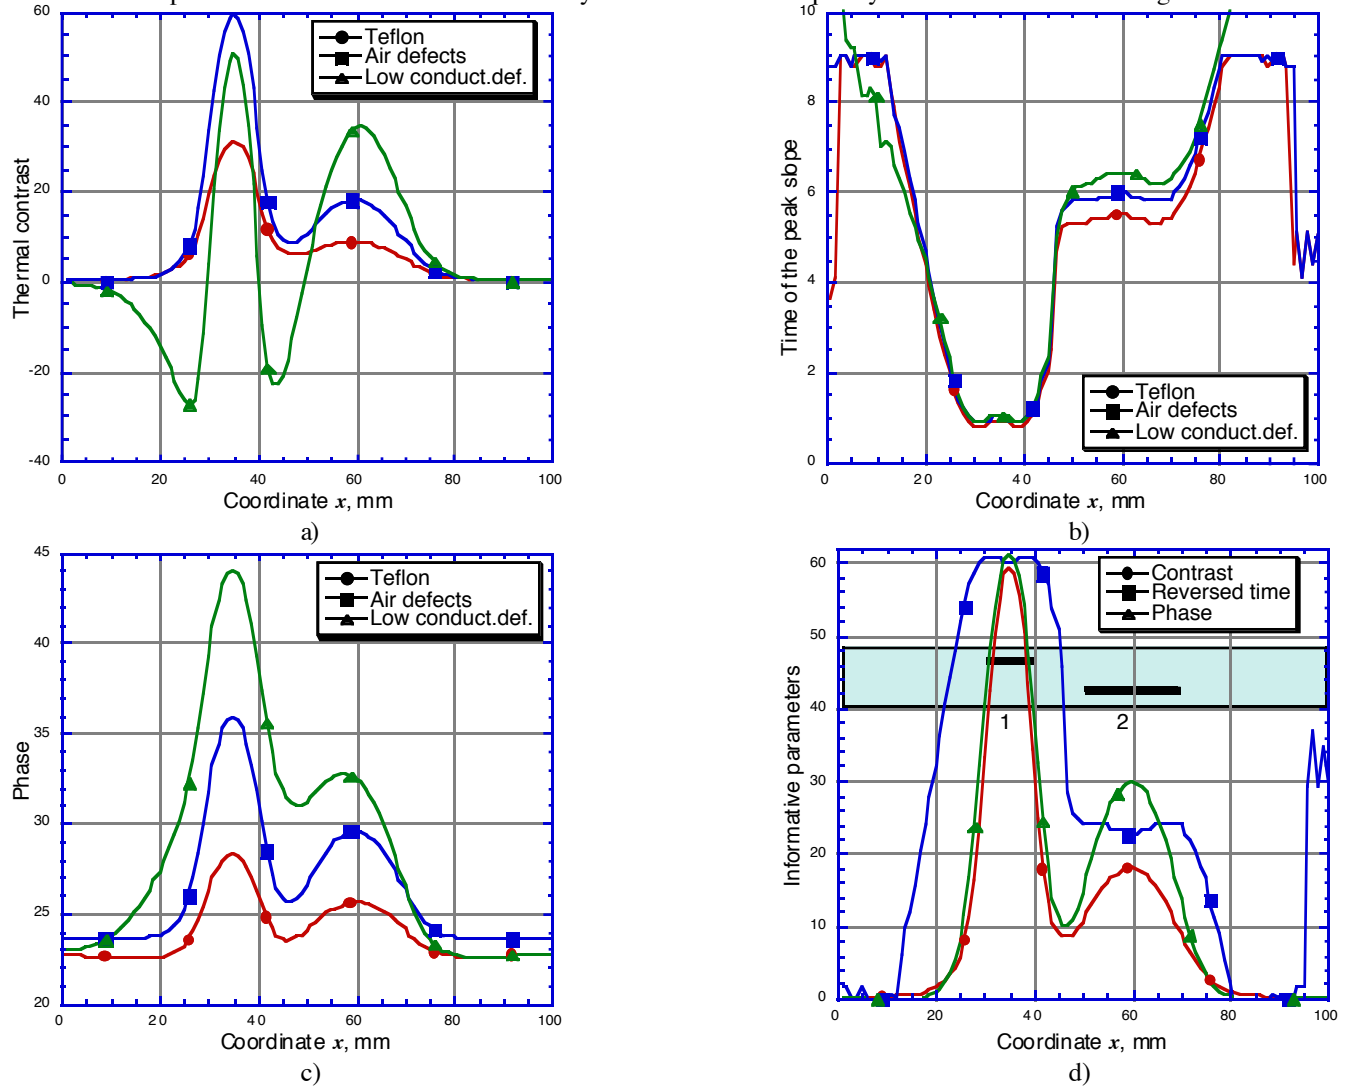 60
40
20
0
-20
-40
Thermal contrast
Teflon
Air defects
Low conduct.def.
0 20 40 60 80 100
Coordinate x, mm
a)
10
8
6
4
2
0
Time of the peak slope
Teflon
Air defects
Low conduct.def.
0 20 40 60 80 100
Coordinate x, mm
b)
45
40
35
30
25
20
Phase
Teflon
Air defects
Low conduct.def.
0 20 40 60 80 100
Coordinate x, mm
c)
60
50
40
30
20
10
0
Informative parameters
Contrast
Reversed time
Phase
1 2
0 20 40 60 80 100
Coordinate x, mm
d)